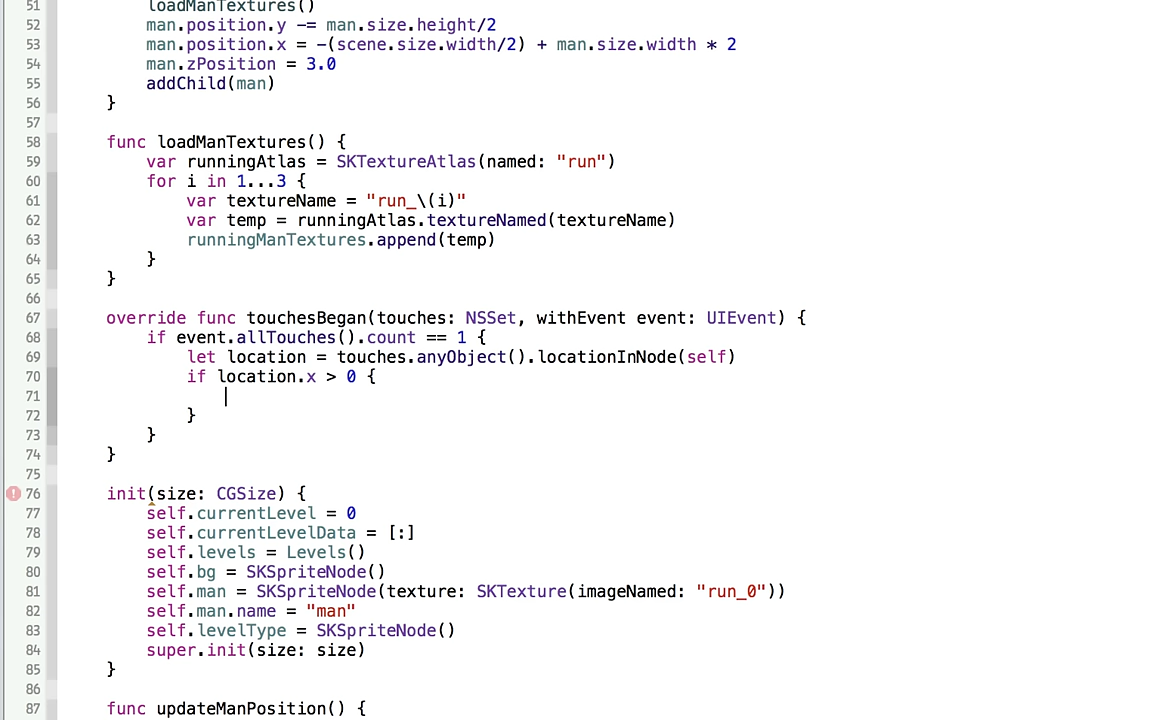 51 loadManTextures()
52 man.position.y -= man.size.height/2
53 man.position.x = -(scene.size.width/2) + man.size.width * 2
54 man.zPosition = 3.0
55 addChild(man)
56 }
57
58 func loadManTextures() {
59 var runningAtlas = SKTextureAtlas(named: "run")
60 for i in 1...3 {
61 var textureName = "run_\(i)"
62 var temp = runningAtlas.textureNamed(textureName)
63 runningManTextures.append(temp)
64 }
65 }
66
67 override func touchesBegan(touches: NSSet, withEvent event: UIEvent) {
68 if event.allTouches().count == 1 {
69 let location = touches.anyObject().locationInNode(self)
70 if location.x > 0 {
71
72 }
73 }
74 }
75
76 init(size: CGSize) {
77 self.currentLevel = 0
78 self.currentLevelData = [:]
79 self.levels = Levels()
80 self.bg = SKSpriteNode()
81 self.man = SKSpriteNode(texture: SKTexture(imageNamed: "run_0"))
82 self.man.name = "man"
83 self.levelType = SKSpriteNode()
84 super.init(size: size)
85 }
86
87 func updateManPosition() {